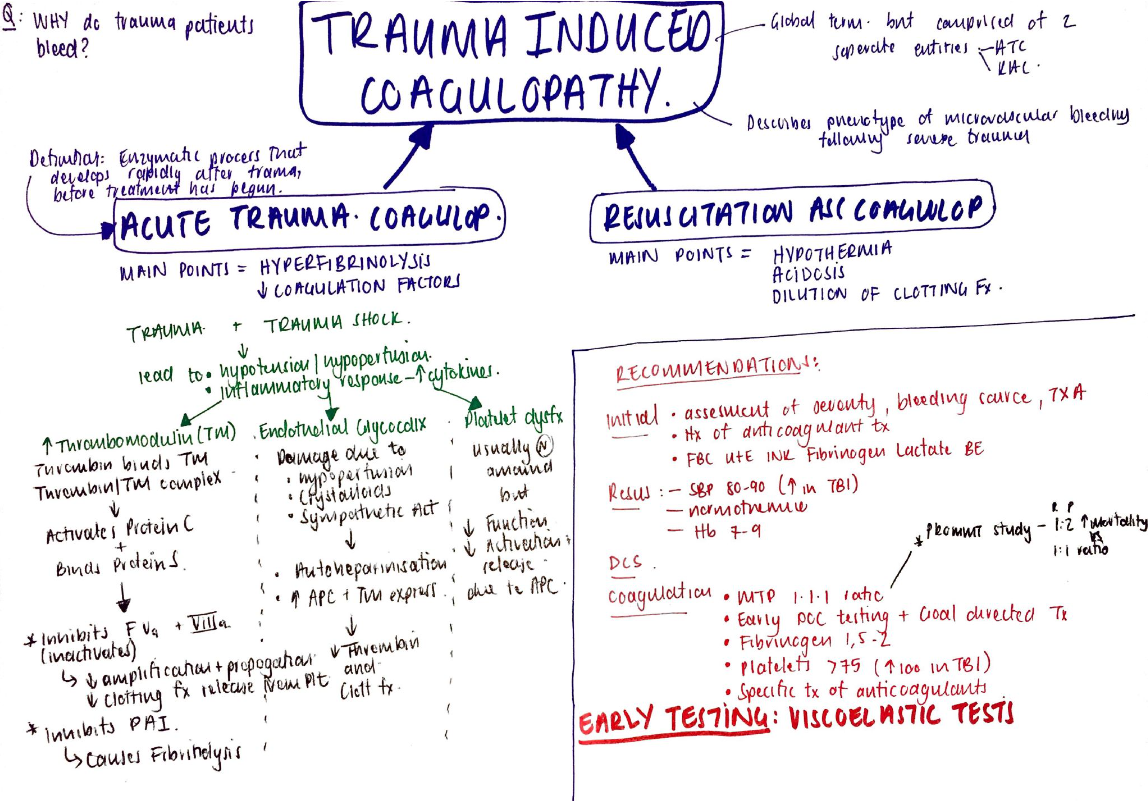 Q: WHY do trauma patients
bleed?
TRAUMA INDUCED
COAGULOPATHY.
Global term. but comprised of 2
seperate entities - ATC
RAC.
Describes phenotype of microvascular bleeding
following severe trauma
Definition: Enzymatic process that
develops rapidly after trama,
before treatment has begun.
ACUTE TRAUMA. COAGULOP.
MAIN POINTS = HYPERFIBRINOLYSIS
↓ COAGULATION FACTORS
RESUSCITATION ASS COAGULOP
MAIN POINTS = HYPOTHERMIA
ACIDOSIS
DILUTION OF CLOTTING Fx.
TRAUMA + TRAUMA SHOCK.
↓
lead to • hypotension/hypoperfusion.
• inflammatory response - ↑ cytokines.
↑ Thrombomodulin (TM)
Thrombin binds TM
Thrombin/TM complex
↓
Activates Protein C
+
Binds Protein S.
* Inhibits F Va + VIIIa
(inactivates)
↳ ↓ amplification + propogation
↓ clotting fx release from Plt
* Inhibits PAI.
↳ causes Fibrinolysis
Endothelial Glycocalix
Damage due to
• hypoperfusion
• crystalloids
• Sympathetic Act
↓
• Autoheparinisation
• ↑ APC + TM express.
↓
↓ Thrombin
and
Clott fx.
Platelet dysfx
usually N
amound
but
↓ Function
↓ Activation +
release
due to APC.
RECOMMENDATIONS:
Initial • assesment of severity, bleeding source, TXA
• Hx of anticoagulant tx
• FBC U+E INR Fibrinogen Lactate BE
Resus: - SBP 80-90 (↑ in TBI)
- normothermic
- Hb 7-9
DCS
R P
* PROMMT study - 1:2 ↑ Mortality
vs
1:1 ratio
coagulation • MTP 1:1:1 ratio
• Early POC testing + Goal directed Tx
• Fibrinogen 1,5-2
• Platelets >75 (↑100 in TBI)
• Specific tx of anticoagulants
EARLY TESTING: VISCOELASTIC TESTS